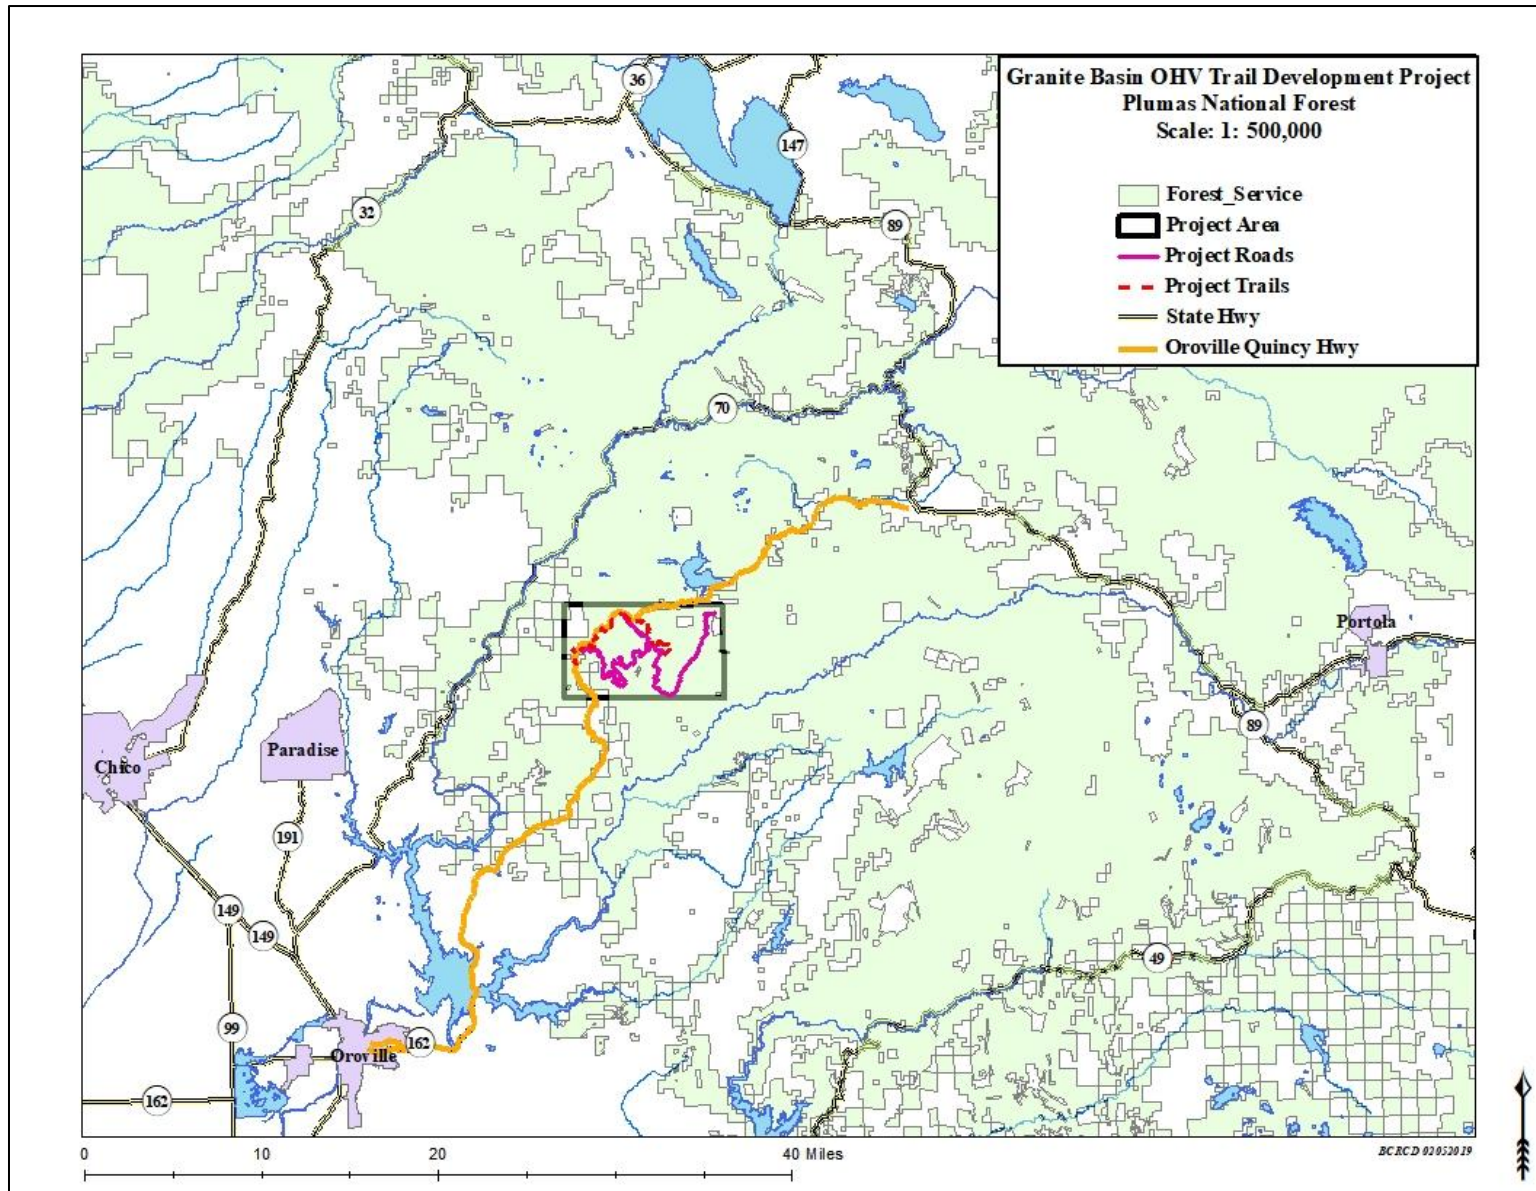 Granite Basin OHV Trail Development Project
Plumas National Forest
Scale: 1: 500,000
Forest_Service
Project Area
Project Roads
Project Trails
State Hwy
Oroville Quincy Hwy
36
147
32
89
70
Portola
89
Chico
Paradise
191
149
149
49
99
162
Oroville
162
0 10 20 40 Miles
BCRCD 02052019